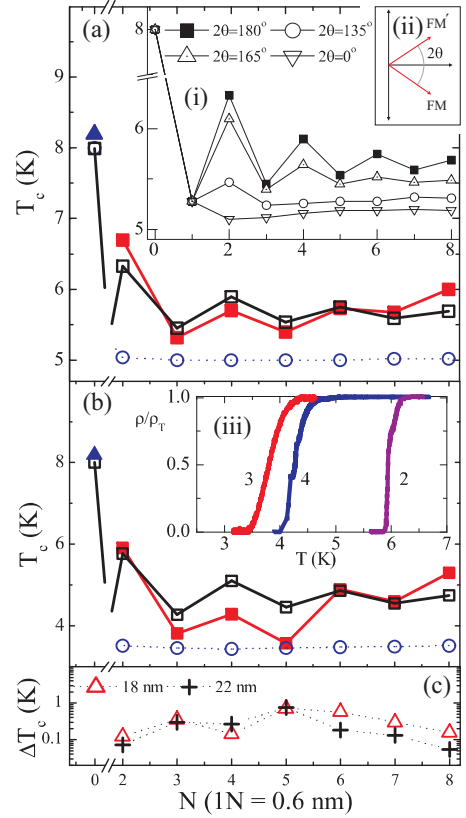 (a)
2θ=180°
2θ=135°
2θ=165°
2θ=0°
(i)
(ii)
FM′
2θ
FM
8
6
5
0
2
4
6
8
9
8
7
6
5
T_c (K)
(b)
ρ/ρ_T
(iii)
1.0
0.5
0.0
3
4
2
3
4
5
6
7
T (K)
8
6
4
T_c (K)
(c)
18 nm
22 nm
1
0.1
ΔT_c (K)
0
2
3
4
5
6
7
8
N (1N = 0.6 nm)